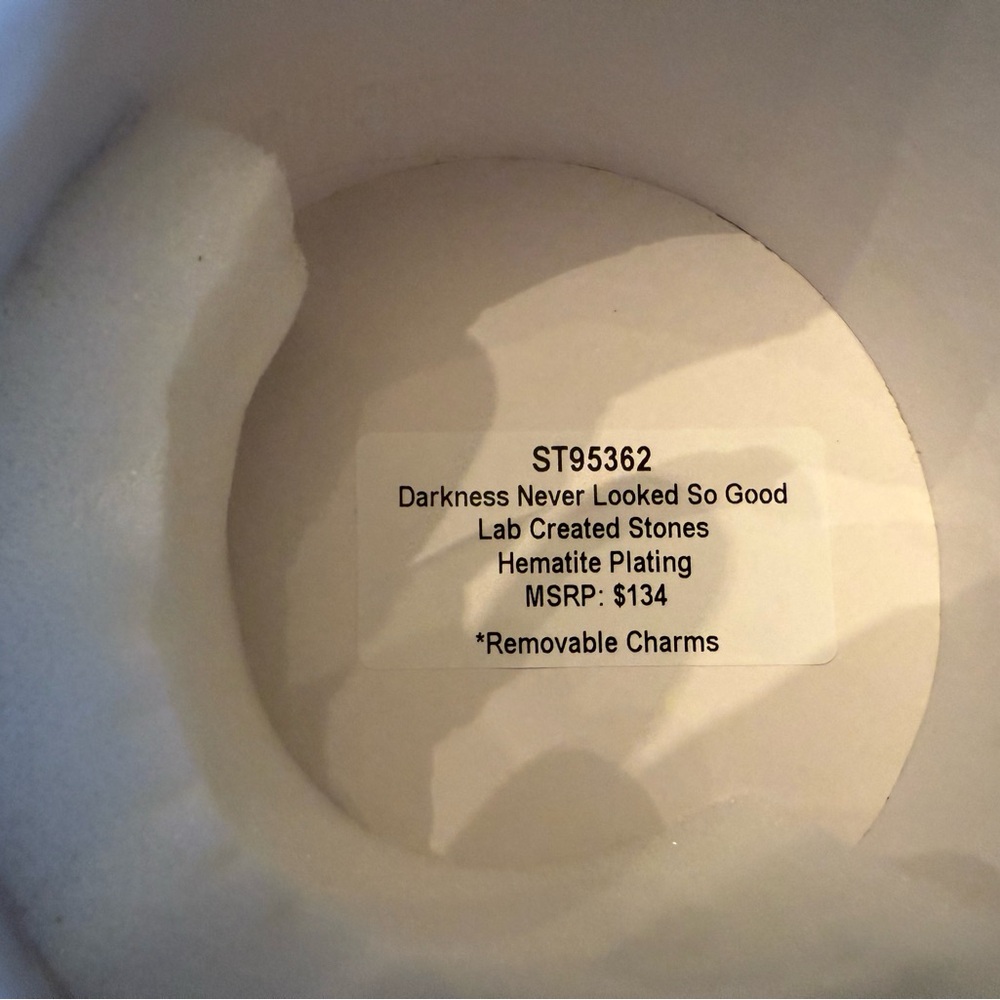 ST95362
Darkness Never Looked So Good
Lab Created Stones
Hematite Plating
MSRP: $134
*Removable Charms